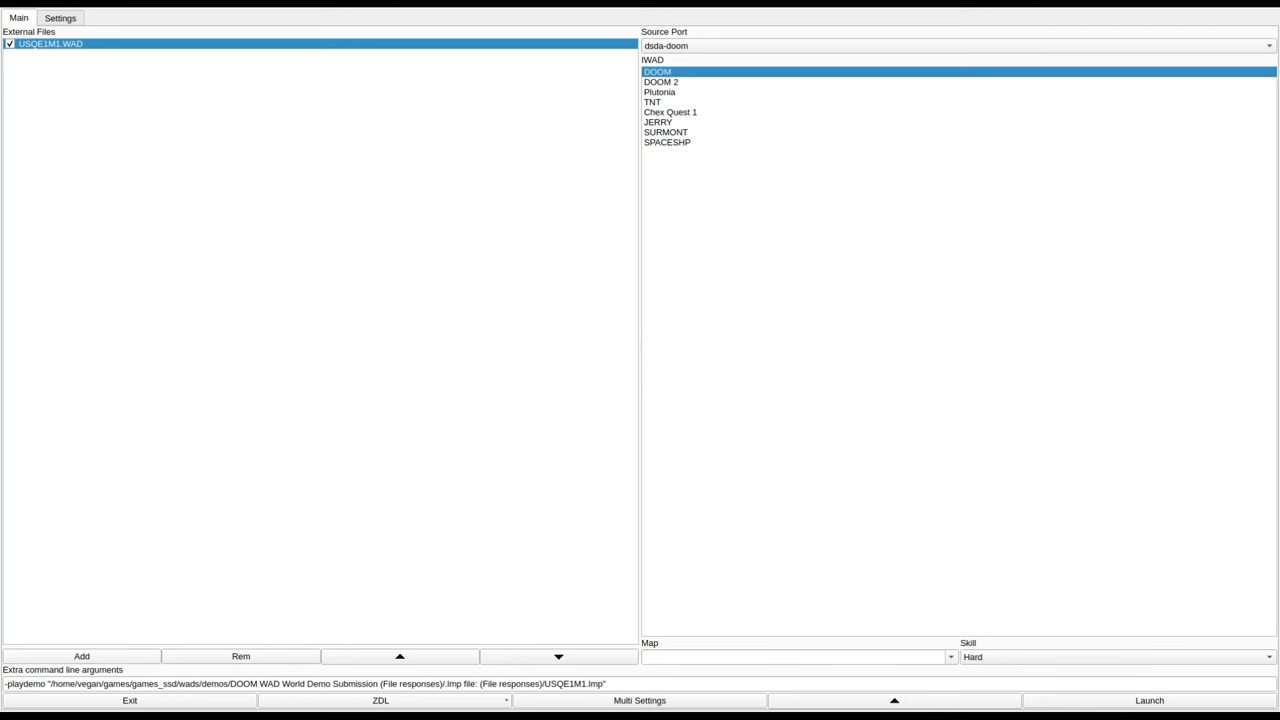 Main
Settings
External Files
USQE1M1.WAD
Source Port
dsda-doom
IWAD
DOOM
DOOM 2
Plutonia
TNT
Chex Quest 1
JERRY
SURMONT
SPACESHP
Map
Skill
Hard
Add
Rem
Extra command line arguments
-playdemo "/home/vegan/games/games_ssd/wads/demos/DOOM WAD World Demo Submission (File responses)/.lmp file: (File responses)/USQE1M1.lmp"
Exit
ZDL
Multi Settings
Launch